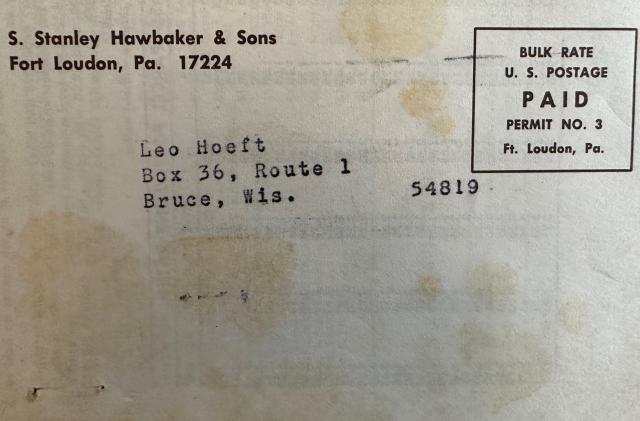 S. Stanley Hawbaker & Sons
Fort Loudon, Pa. 17224
BULK RATE
U. S. POSTAGE
PAID
PERMIT NO. 3
Ft. Loudon, Pa.
Leo Hoeft
Box 36, Route 1
Bruce, Wis. 54819